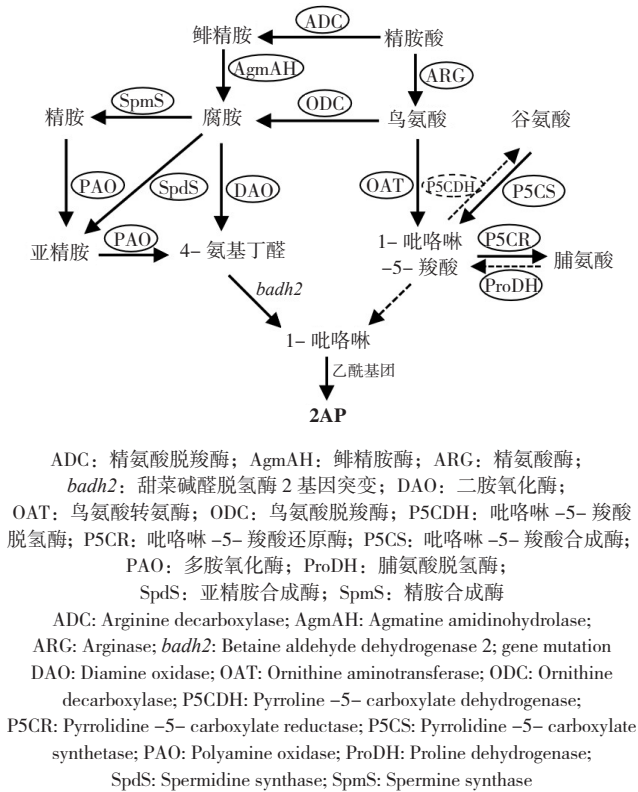 鲱精胺
ADC
精胺酸
AgmAH
ARG
精胺
SpmS
腐胺
ODC
鸟氨酸
谷氨酸
PAO
SpdS
DAO
OAT
P5CDH
P5CS
亚精胺
PAO
4- 氨基丁醛
1- 吡咯啉
-5- 羧酸
P5CR
脯氨酸
ProDH
badh2
1- 吡咯啉
乙酰基团
2AP
ADC：精氨酸脱羧酶；AgmAH：鲱精胺酶；ARG：精氨酸酶；
badh2：甜菜碱醛脱氢酶 2 基因突变；DAO：二胺氧化酶；
OAT：鸟氨酸转氨酶；ODC：鸟氨酸脱羧酶；P5CDH：吡咯啉 -5- 羧酸
脱氢酶；P5CR：吡咯啉 -5- 羧酸还原酶；P5CS：吡咯啉 -5- 羧酸合成酶；
PAO：多胺氧化酶；ProDH：脯氨酸脱氢酶；
SpdS：亚精胺合成酶；SpmS：精胺合成酶
ADC: Arginine decarboxylase; AgmAH: Agmatine amidinohydrolase;
ARG: Arginase; badh2: Betaine aldehyde dehydrogenase 2; gene mutation
DAO: Diamine oxidase; OAT: Ornithine aminotransferase; ODC: Ornithine
decarboxylase; P5CDH: Pyrroline -5- carboxylate dehydrogenase;
P5CR: Pyrrolidine -5- carboxylate reductase; P5CS: Pyrrolidine -5- carboxylate
synthetase; PAO: Polyamine oxidase; ProDH: Proline dehydrogenase;
SpdS: Spermidine synthase; SpmS: Spermine synthase